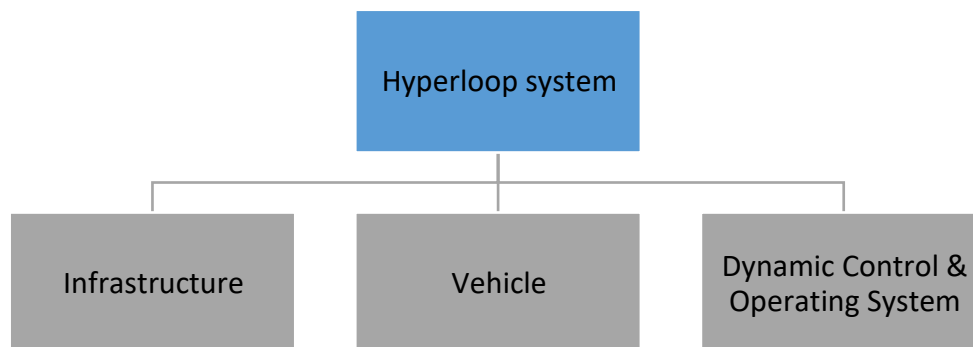 Hyperloop system
Infrastructure
Vehicle
Dynamic Control &
Operating System